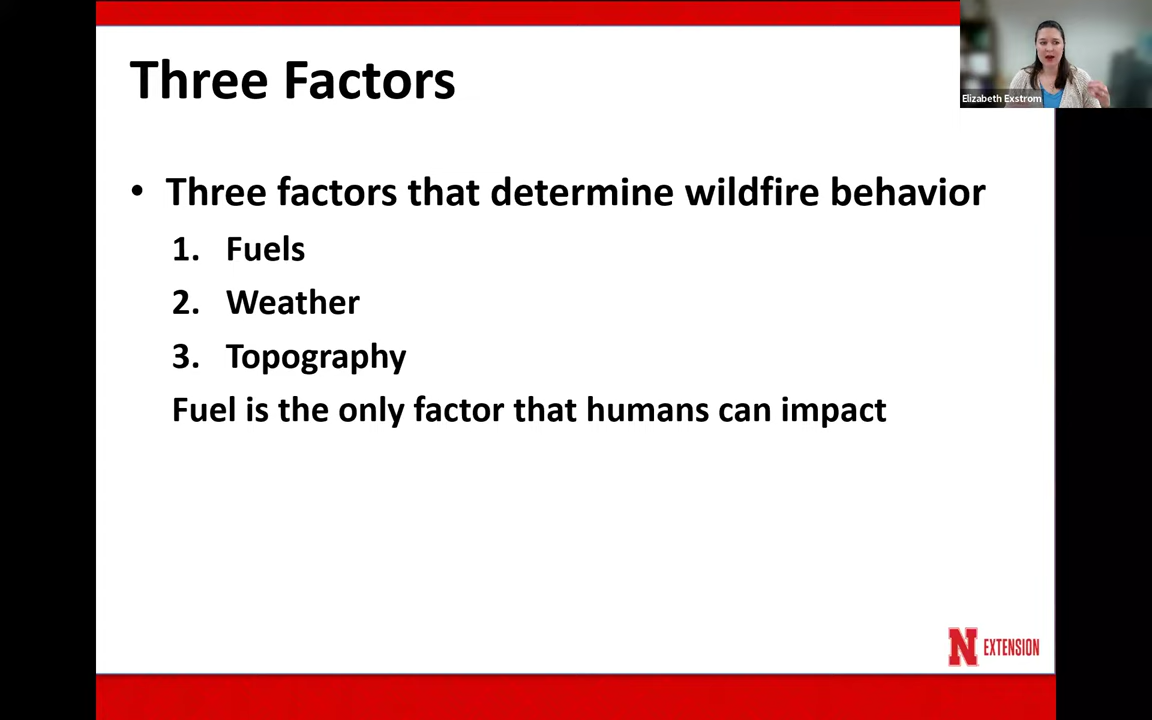 Three Factors
Elizabeth Exstrom
• Three factors that determine wildfire behavior
1. Fuels
2. Weather
3. Topography
Fuel is the only factor that humans can impact
N EXTENSION